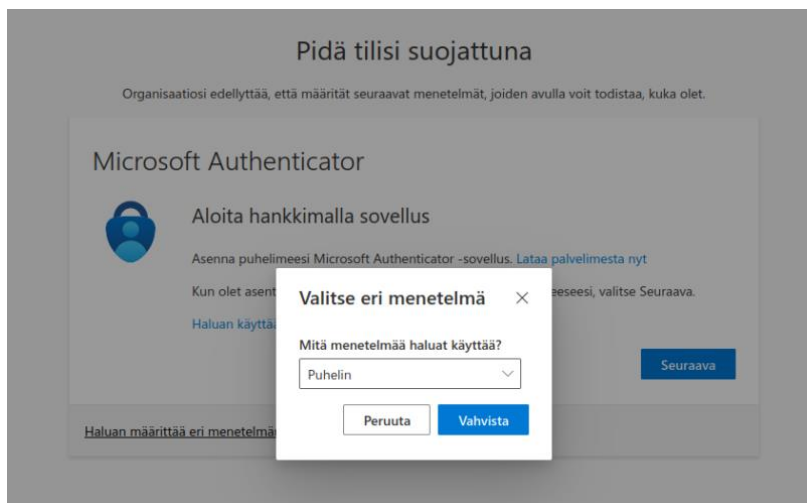 Pidä tilisi suojattuna
Organisaatiosi edellyttää, että määrität seuraavat menetelmät, joiden avulla voit todistaa, kuka olet.
Microsoft Authenticator
Aloita hankkimalla sovellus
Asenna puhelimeesi Microsoft Authenticator -sovellus. Lataa palvelimesta nyt
Kun olet asent
eeseesi, valitse Seuraava.
Haluan käyttä
Valitse eri menetelmä
Mitä menetelmää haluat käyttää?
Puhelin
Peruuta Vahvista
Seuraava
Haluan määrittää eri menetelmä